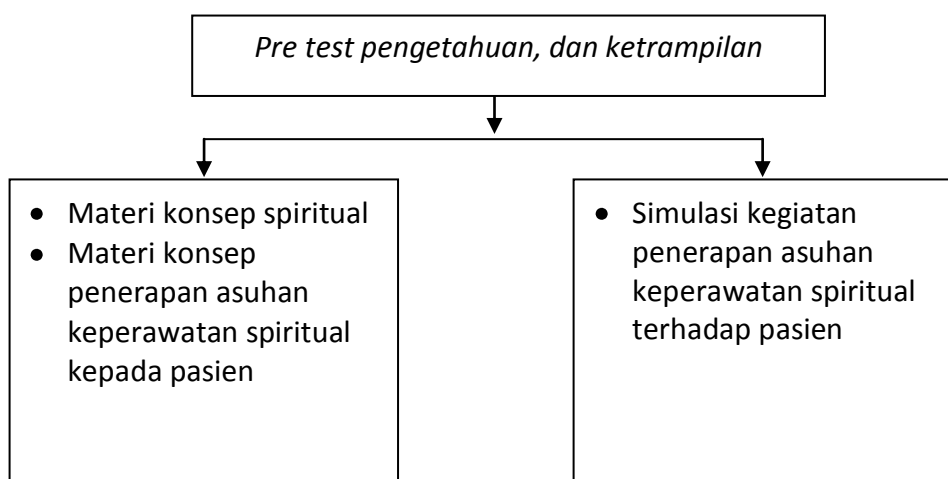 Pre test pengetahuan, dan ketrampilan
• Materi konsep spiritual
• Materi konsep
penerapan asuhan
keperawatan spiritual
kepada pasien
• Simulasi kegiatan
penerapan asuhan
keperawatan spiritual
terhadap pasien